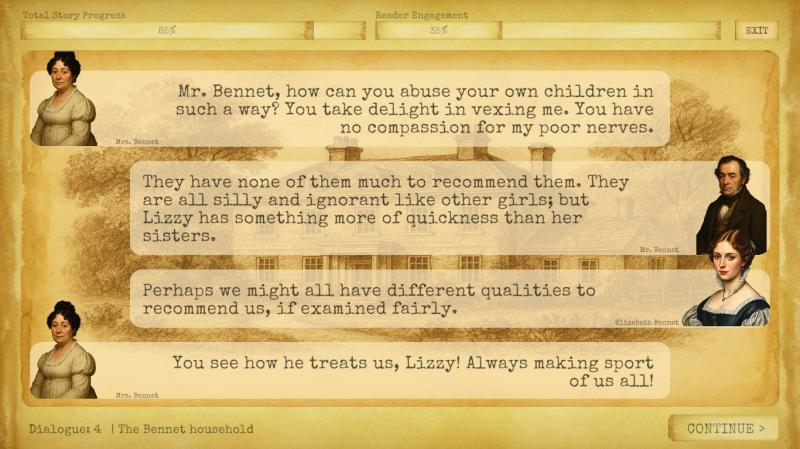 Total Story Progress
Reader Engagement
85%
35%
EXIT
Mr. Bennet, how can you abuse your own children in
such a way? You take delight in vexing me. You have
no compassion for my poor nerves.
Mrs. Bennet
They have none of them much to recommend them. They
are all silly and ignorant like other girls; but
Lizzy has something more of quickness than her
sisters.
Mr. Bennet
Perhaps we might all have different qualities to
recommend us, if examined fairly.
Elizabeth Bennet
You see how he treats us, Lizzy! Always making sport
of us all!
Mrs. Bennet
Dialogue: 4 | The Bennet household
CONTINUE >